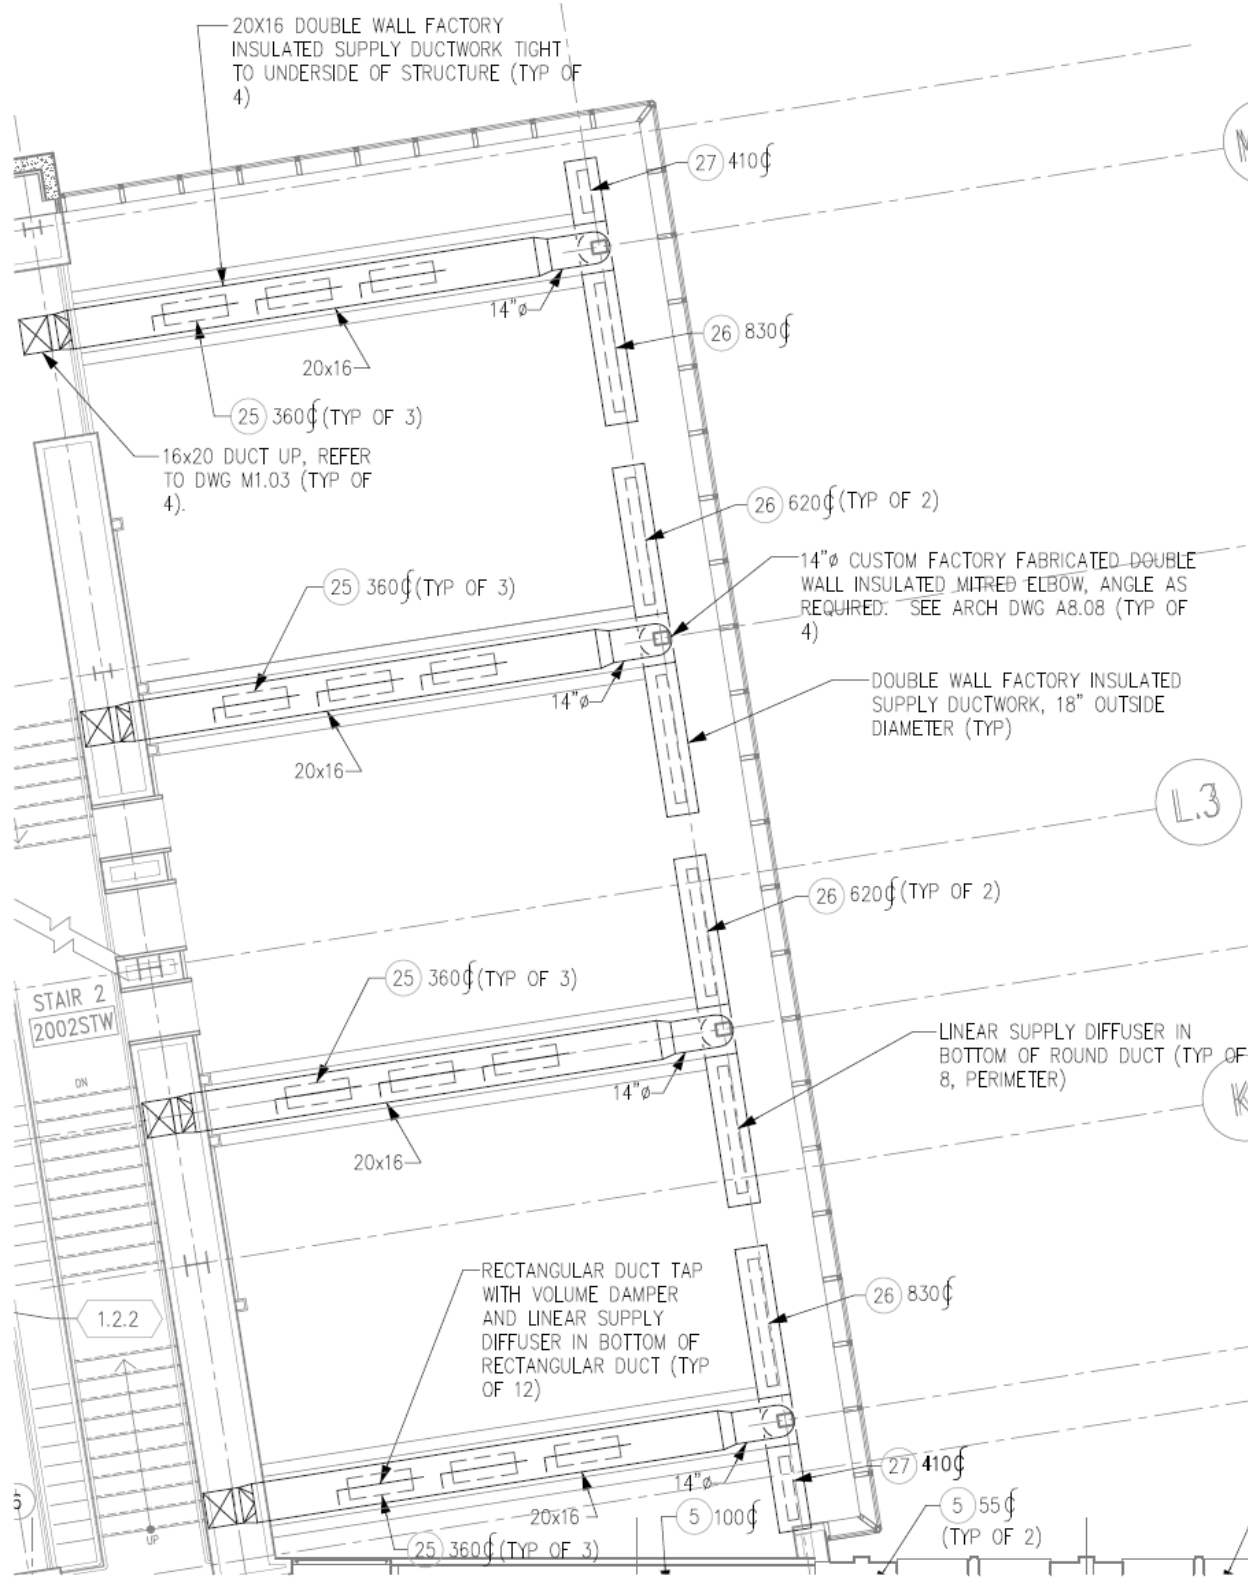 20X16 DOUBLE WALL FACTORY
INSULATED SUPPLY DUCTWORK TIGHT
TO UNDERSIDE OF STRUCTURE (TYP OF
4)
27 410
M
14"ø
26 830
20x16
25 360 (TYP OF 3)
16x20 DUCT UP, REFER
TO DWG M1.03 (TYP OF
4).
26 620 (TYP OF 2)
14"ø CUSTOM FACTORY FABRICATED DOUBLE
WALL INSULATED MITRED ELBOW, ANGLE AS
REQUIRED. SEE ARCH DWG A8.08 (TYP OF
4)
25 360 (TYP OF 3)
14"ø
DOUBLE WALL FACTORY INSULATED
SUPPLY DUCTWORK, 18" OUTSIDE
DIAMETER (TYP)
20x16
L.3
26 620 (TYP OF 2)
25 360 (TYP OF 3)
STAIR 2
2002STW
LINEAR SUPPLY DIFFUSER IN
BOTTOM OF ROUND DUCT (TYP OF
8, PERIMETER)
DN
14"ø
K
20x16
RECTANGULAR DUCT TAP
WITH VOLUME DAMPER
AND LINEAR SUPPLY
DIFFUSER IN BOTTOM OF
RECTANGULAR DUCT (TYP
OF 12)
26 830
1.2.2
27 410
14"ø
20x16
5 100
5 55
(TYP OF 2)
UP
25 360 (TYP OF 3)